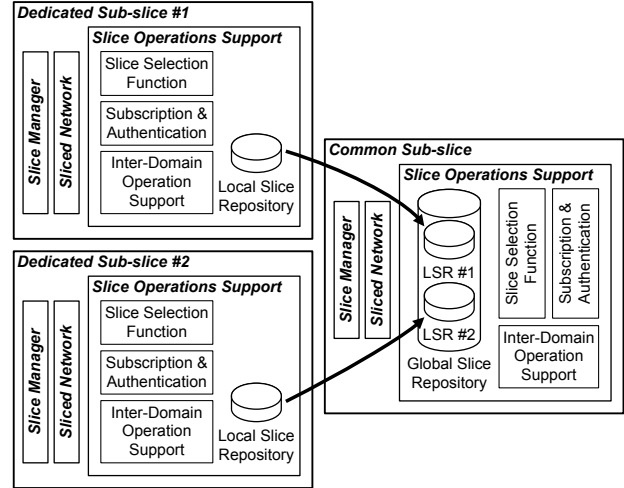 Dedicated Sub-slice #1
Slice Operations Support
Slice Manager
Sliced Network
Slice Selection
Function
Subscription &
Authentication
Inter-Domain
Operation
Support
Local Slice
Repository
Dedicated Sub-slice #2
Slice Operations Support
Slice Manager
Sliced Network
Slice Selection
Function
Subscription &
Authentication
Inter-Domain
Operation
Support
Local Slice
Repository
Common Sub-slice
Slice Operations Support
Slice Manager
Sliced Network
LSR #1
LSR #2
Global Slice
Repository
Slice Selection
Function
Subscription &
Authentication
Inter-Domain
Operation
Support